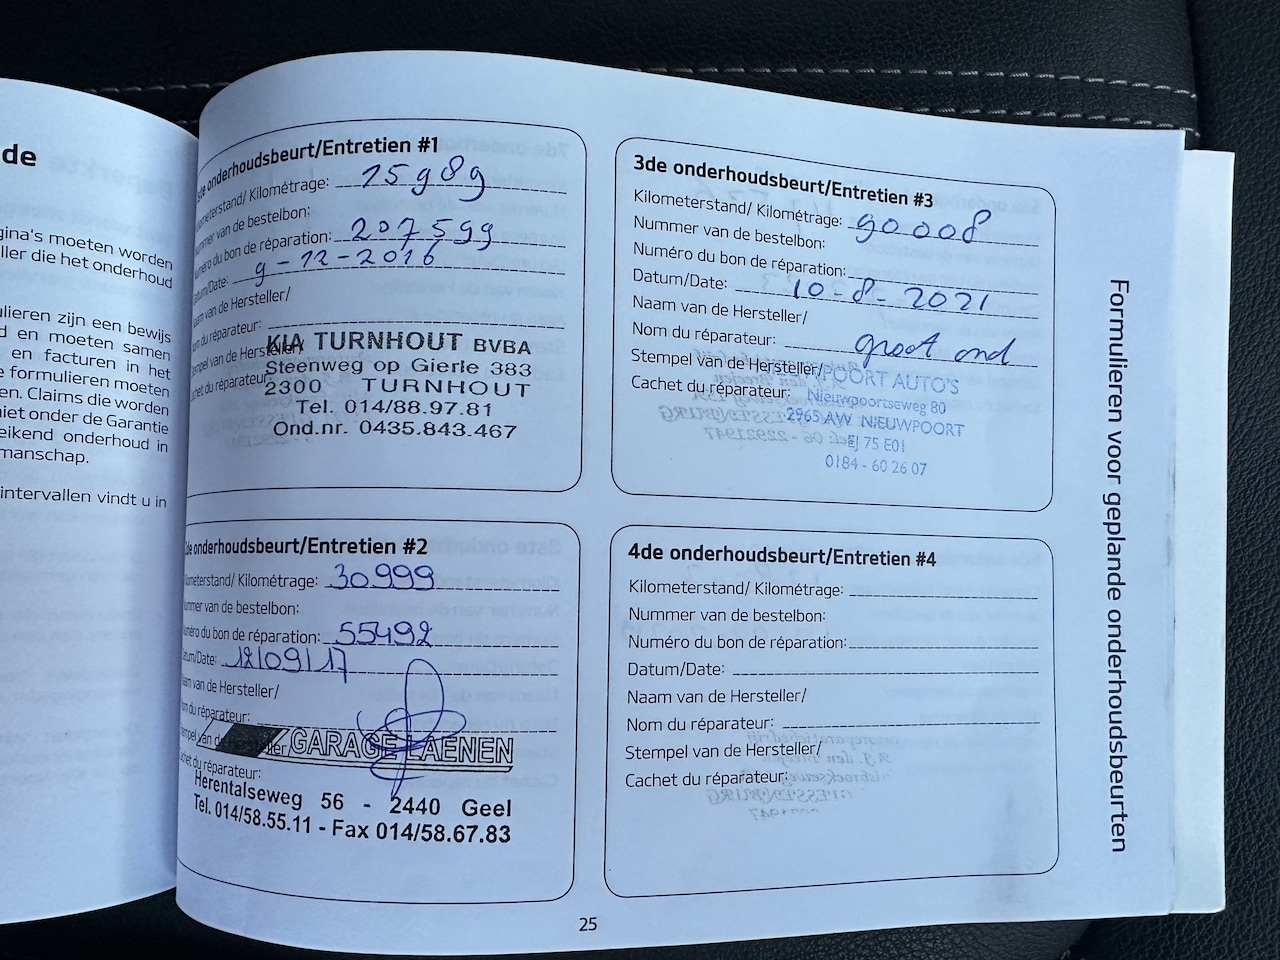 de
gina's moeten worden
ller die het onderhoud
ulieren zijn een bewijs
d en moeten samen
en facturen in het
e formulieren moeten
en. Claims die worden
niet onder de Garantie
eikend onderhoud in
manschap.
intervallen vindt u in
onderhoudsbeurt/Entretien #1
Kilometerstand/ Kilométrage: 15989
Nummer van de bestelbon:
Numéro du bon de réparation: 207599
Datum/Date: 9-12-2016
Naam van de Hersteller/
Nom du réparateur:
Stempel van de Hersteller/
Cachet du réparateur:
KIA TURNHOUT BVBA
Steenweg op Gierle 383
2300 TURNHOUT
Tel. 014/88.97.81
Ond.nr. 0435.843.467
2de onderhoudsbeurt/Entretien #2
Kilometerstand/ Kilométrage: 30999
Nummer van de bestelbon:
Numéro du bon de réparation: 55492
Datum/Date: 12/09/17
Naam van de Hersteller/
Nom du réparateur:
Stempel van de Hersteller/
Cachet du réparateur:
GARAGE LAENEN
Herentalseweg 56 - 2440 Geel
Tel. 014/58.55.11 - Fax 014/58.67.83
3de onderhoudsbeurt/Entretien #3
Kilometerstand/ Kilométrage: 90008
Nummer van de bestelbon:
Numéro du bon de réparation:
Datum/Date: 10-8-2021
Naam van de Hersteller/
Nom du réparateur: groot ond
Stempel van de Hersteller/
Cachet du réparateur:
POORT AUTO'S
Nieuwpoortseweg 80
2965 AW NIEUWPOORT
EJ 75 E01
0184 - 60 26 07
4de onderhoudsbeurt/Entretien #4
Kilometerstand/ Kilométrage:
Nummer van de bestelbon:
Numéro du bon de réparation:
Datum/Date:
Naam van de Hersteller/
Nom du réparateur:
Stempel van de Hersteller/
Cachet du réparateur:
Formulieren voor geplande onderhoudsbeurten
25